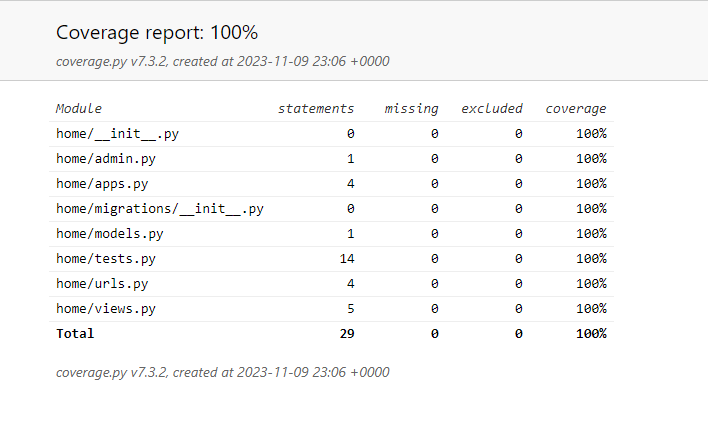 Coverage report: 100%
coverage.py v7.3.2, created at 2023-11-09 23:06 +0000
Module statements missing excluded coverage
home/__init__.py 0 0 0 100%
home/admin.py 1 0 0 100%
home/apps.py 4 0 0 100%
home/migrations/__init__.py 0 0 0 100%
home/models.py 1 0 0 100%
home/tests.py 14 0 0 100%
home/urls.py 4 0 0 100%
home/views.py 5 0 0 100%
Total 29 0 0 100%
coverage.py v7.3.2, created at 2023-11-09 23:06 +0000